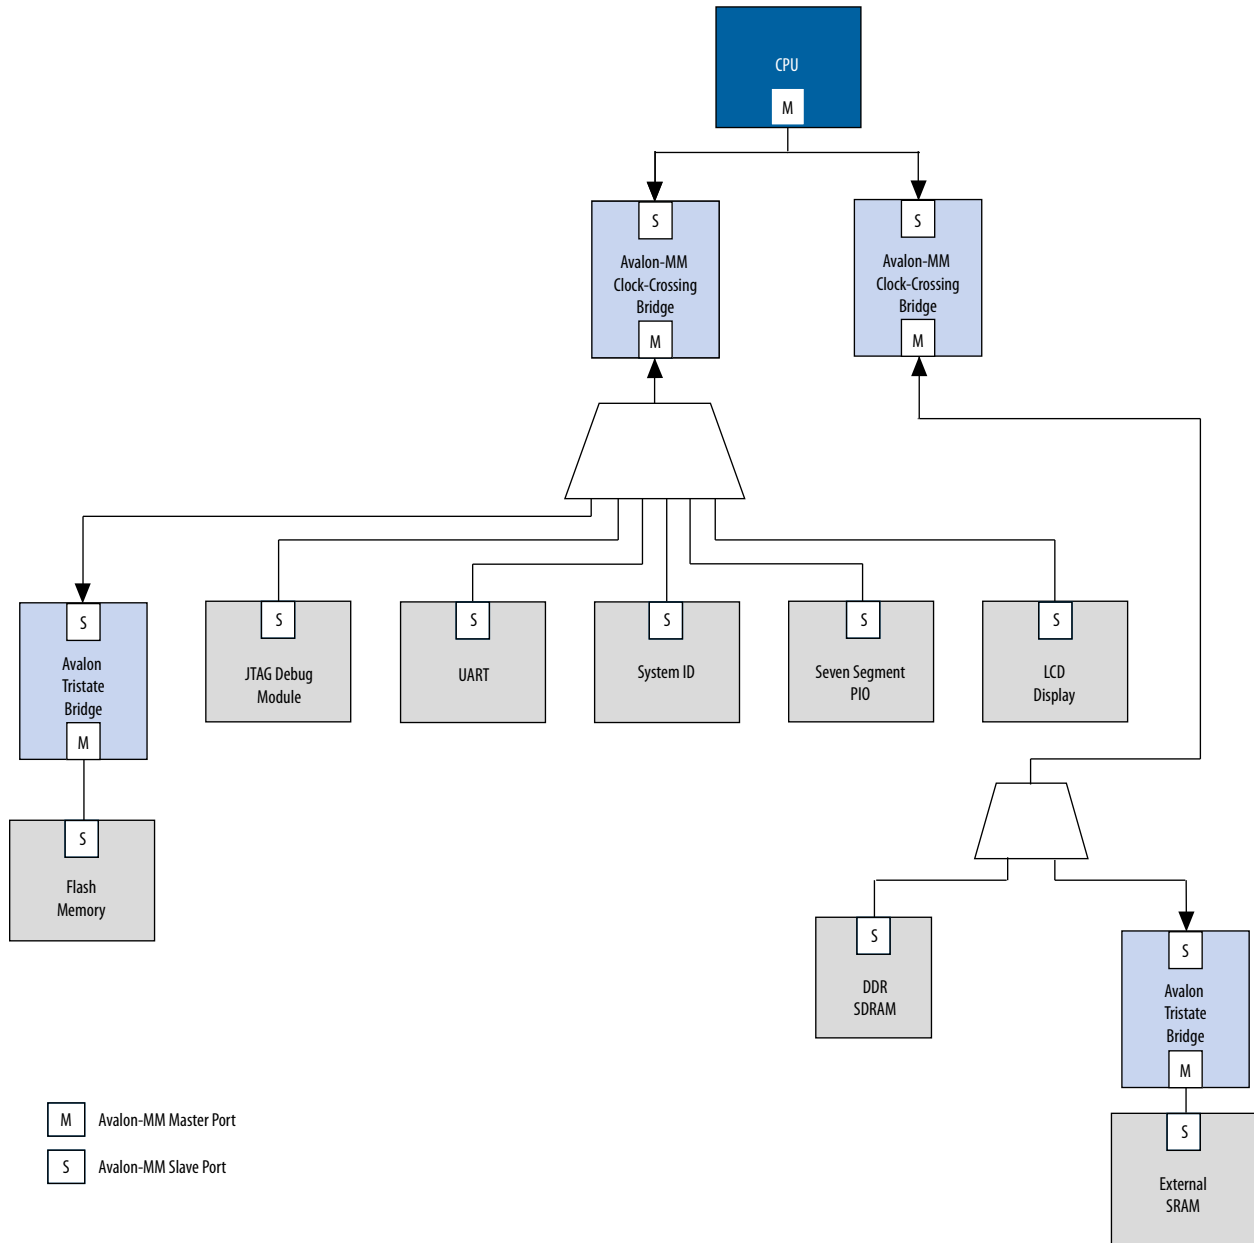 CPU
M
S
S
Avalon-MM
Clock-Crossing
Bridge
Avalon-MM
Clock-Crossing
Bridge
M
M
S
Avalon
Tristate
Bridge
M
S
JTAG Debug
Module
S
UART
S
System ID
S
Seven Segment
PIO
S
LCD
Display
S
Flash
Memory
S
DDR
SDRAM
S
Avalon
Tristate
Bridge
M
S
External
SRAM
M Avalon-MM Master Port
S Avalon-MM Slave Port